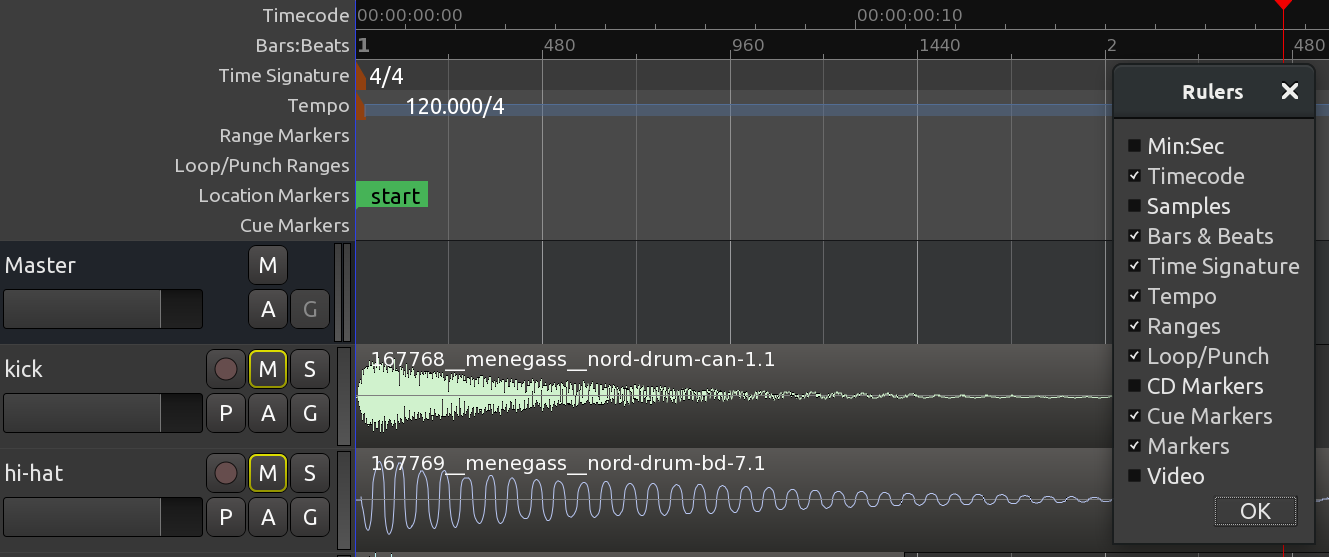 Timecode 00:00:00:00 00:00:00:10
Bars:Beats 1 480 960 1440 2 480
Time Signature 4/4
Tempo 120.000/4
Range Markers
Loop/Punch Ranges
Location Markers start
Cue Markers
Master M
A G
kick M S 167768__menegass__nord-drum-can-1.1
P A G
hi-hat M S 167769__menegass__nord-drum-bd-7.1
P A G
Rulers
Min:Sec
Timecode
Samples
Bars & Beats
Time Signature
Tempo
Ranges
Loop/Punch
CD Markers
Cue Markers
Markers
Video
OK